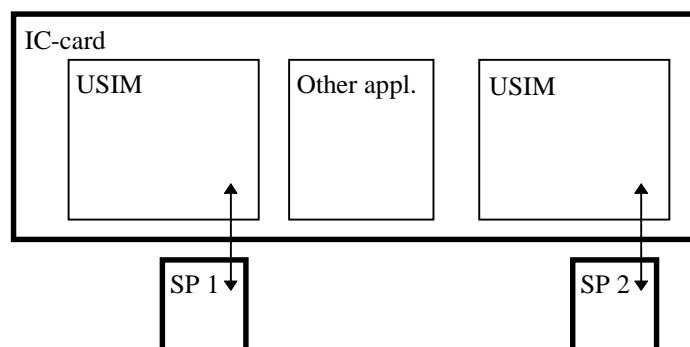 IC-card
USIM
Other appl.
USIM
SP 1
SP 2